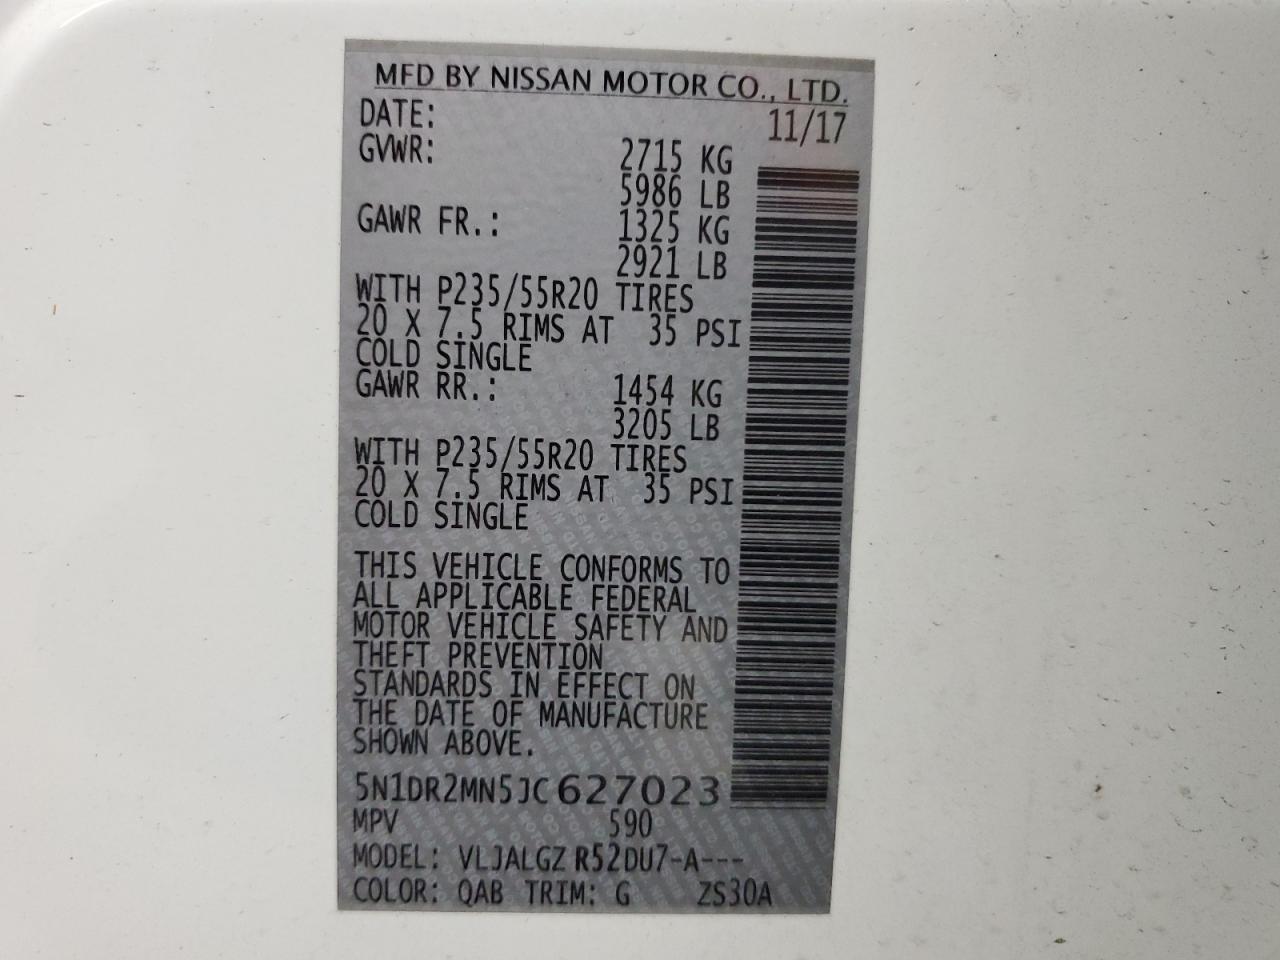 MFD BY NISSAN MOTOR CO., LTD.
DATE: 11/17
GVWR: 2715 KG
5986 LB
GAWR FR.: 1325 KG
2921 LB
WITH P235/55R20 TIRES
20 X 7.5 RIMS AT 35 PSI
COLD SINGLE
GAWR RR.: 1454 KG
3205 LB
WITH P235/55R20 TIRES
20 X 7.5 RIMS AT 35 PSI
COLD SINGLE
THIS VEHICLE CONFORMS TO
ALL APPLICABLE FEDERAL
MOTOR VEHICLE SAFETY AND
THEFT PREVENTION
STANDARDS IN EFFECT ON
THE DATE OF MANUFACTURE
SHOWN ABOVE.
5N1DR2MN5JC627023
MPV 590
MODEL: VLJALGZ R52DU7-A---
COLOR: QAB TRIM: G ZS30A